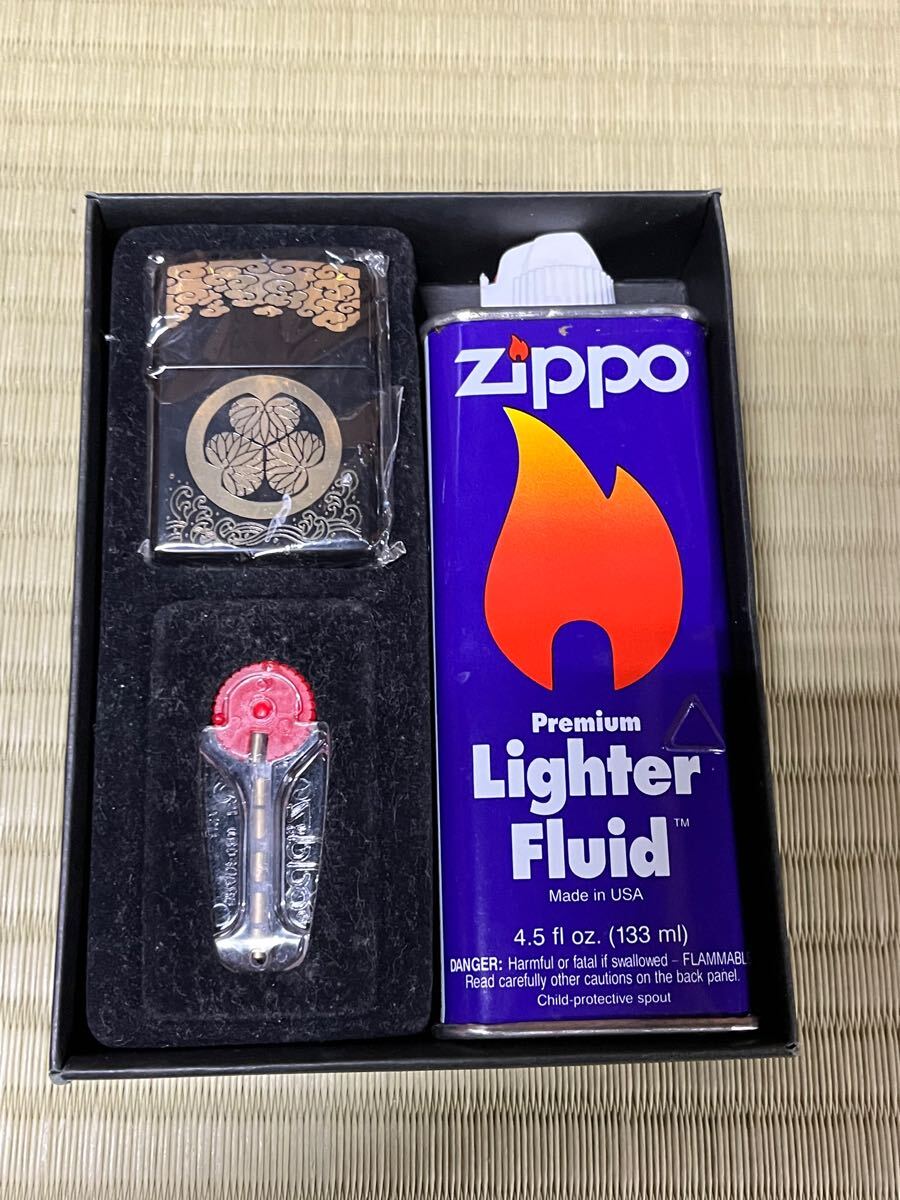 zippo
Premium
Lighter
Fluid™
Made in USA
4.5 fl oz. (133 ml)
DANGER: Harmful or fatal if swallowed – FLAMMABL
Read carefully other cautions on the back panel.
Child-protective spout